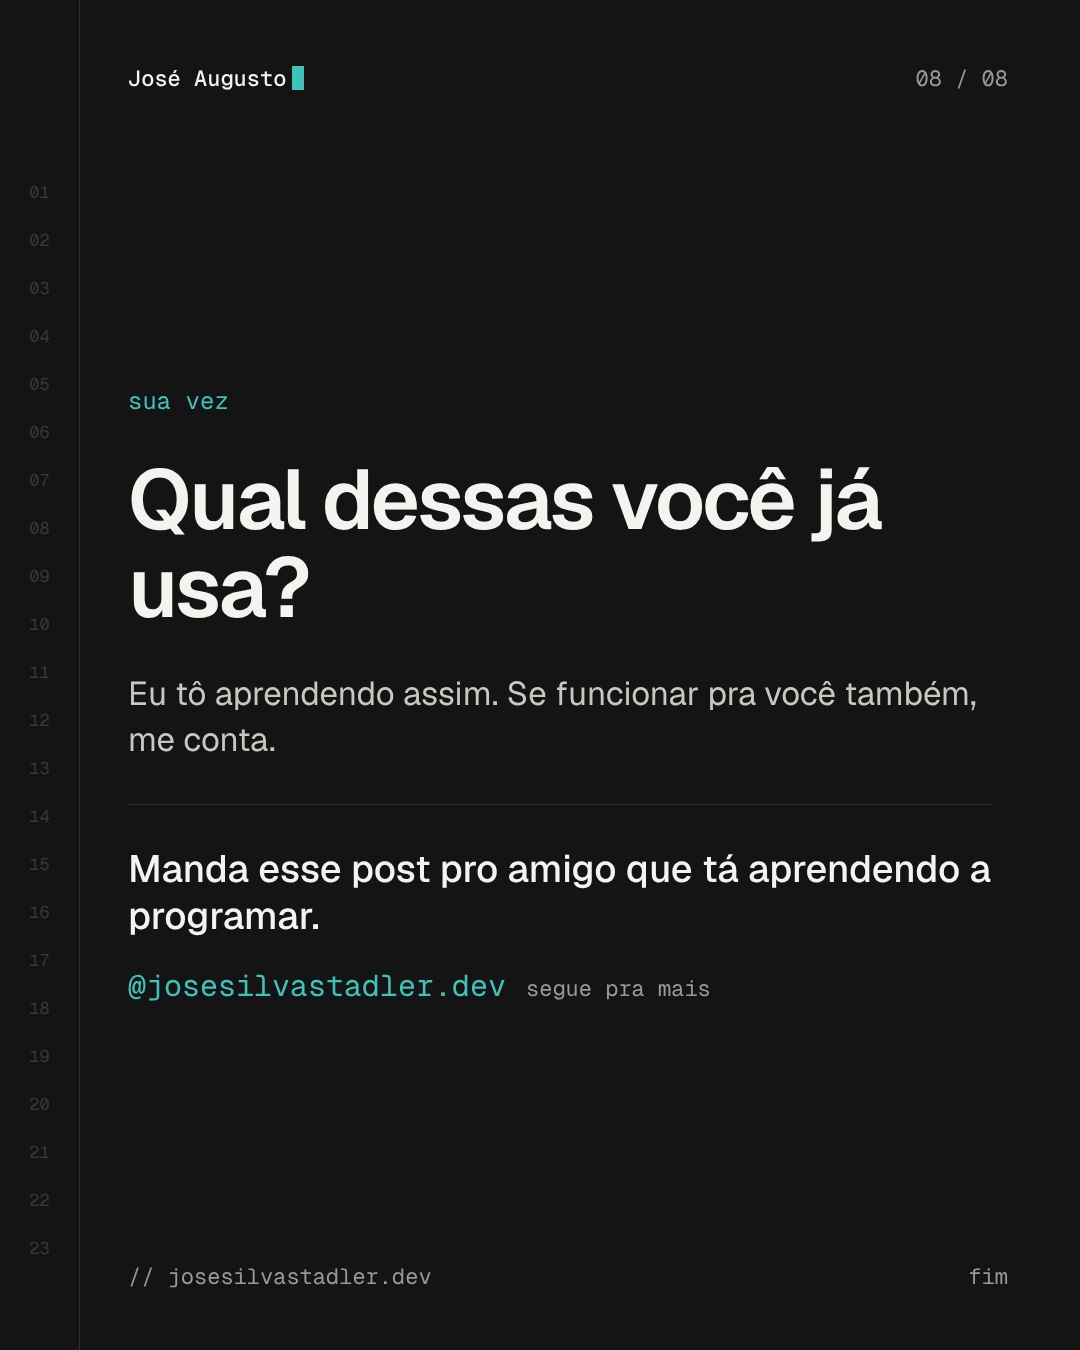 José Augusto
08 / 08
01
02
03
04
05
sua vez
06
07
Qual dessas você já
08
09
usa?
10
11
Eu tô aprendendo assim. Se funcionar pra você também,
12
me conta.
13
14
15
Manda esse post pro amigo que tá aprendendo a
16
programar.
17
@josesilvastadler.dev segue pra mais
18
19
20
21
22
23
// josesilvastadler.dev
fim